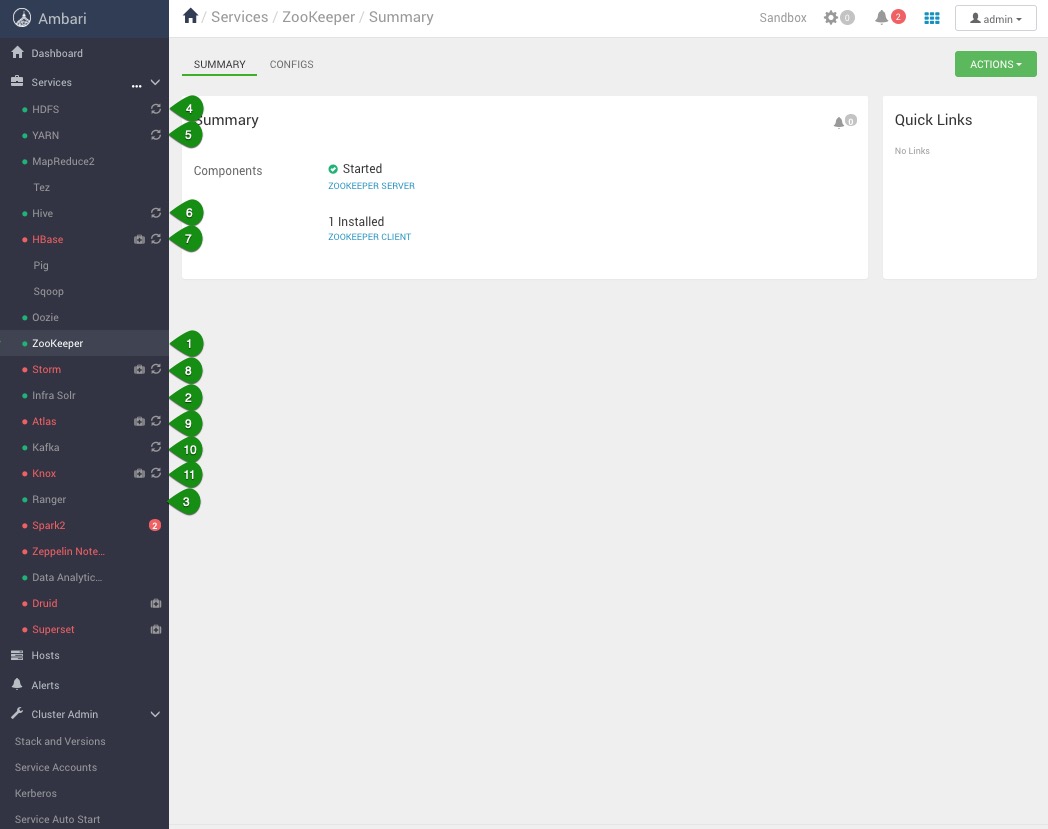 Ambari
/ Services / ZooKeeper / Summary
Sandbox
0
2
admin
Dashboard
Services
...
HDFS
4
YARN
5
MapReduce2
Tez
Hive
6
HBase
7
Pig
Sqoop
Oozie
ZooKeeper
1
Storm
8
Infra Solr
2
Atlas
9
Kafka
10
Knox
11
Ranger
3
Spark2
2
Zeppelin Note...
Data Analytic...
Druid
Superset
Hosts
Alerts
Cluster Admin
Stack and Versions
Service Accounts
Kerberos
Service Auto Start
SUMMARY
CONFIGS
ACTIONS
Summary
0
Components
Started
ZOOKEEPER SERVER
1 Installed
ZOOKEEPER CLIENT
Quick Links
No Links